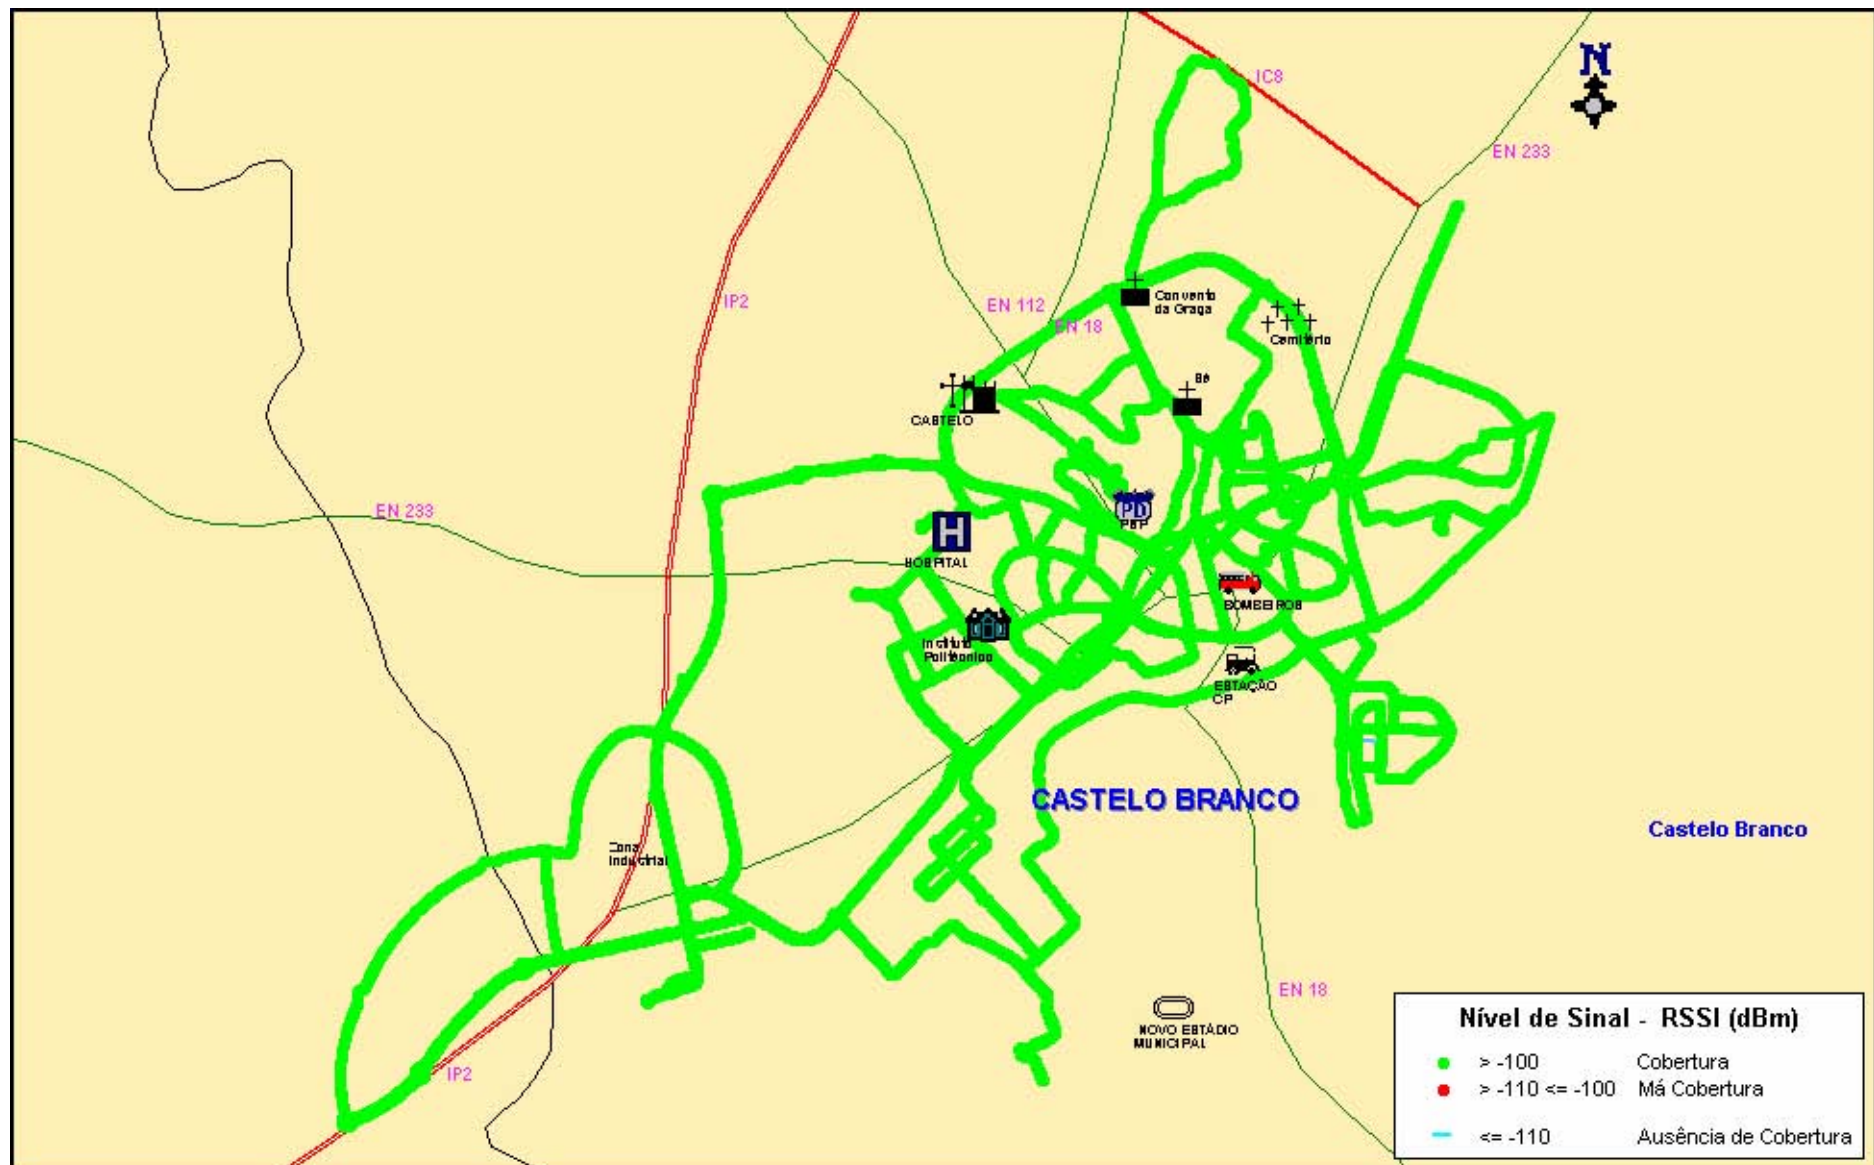 N
IC8
EN 233
IP2
EN 112
EN 18
Convento
da Graça
Cemitério
Sé
CASTELO
EN 233
PD
PSP
H
HOSPITAL
BOMBEIROS
Instituto
Politécnico
ESTAÇÃO
CP
CASTELO BRANCO
Castelo Branco
Zona
Industrial
EN 18
NOVO ESTÁDIO
MUNICIPAL
IP2
Nível de Sinal - RSSI (dBm)
> -100 Cobertura
> -110 <= -100 Má Cobertura
<= -110 Ausência de Cobertura